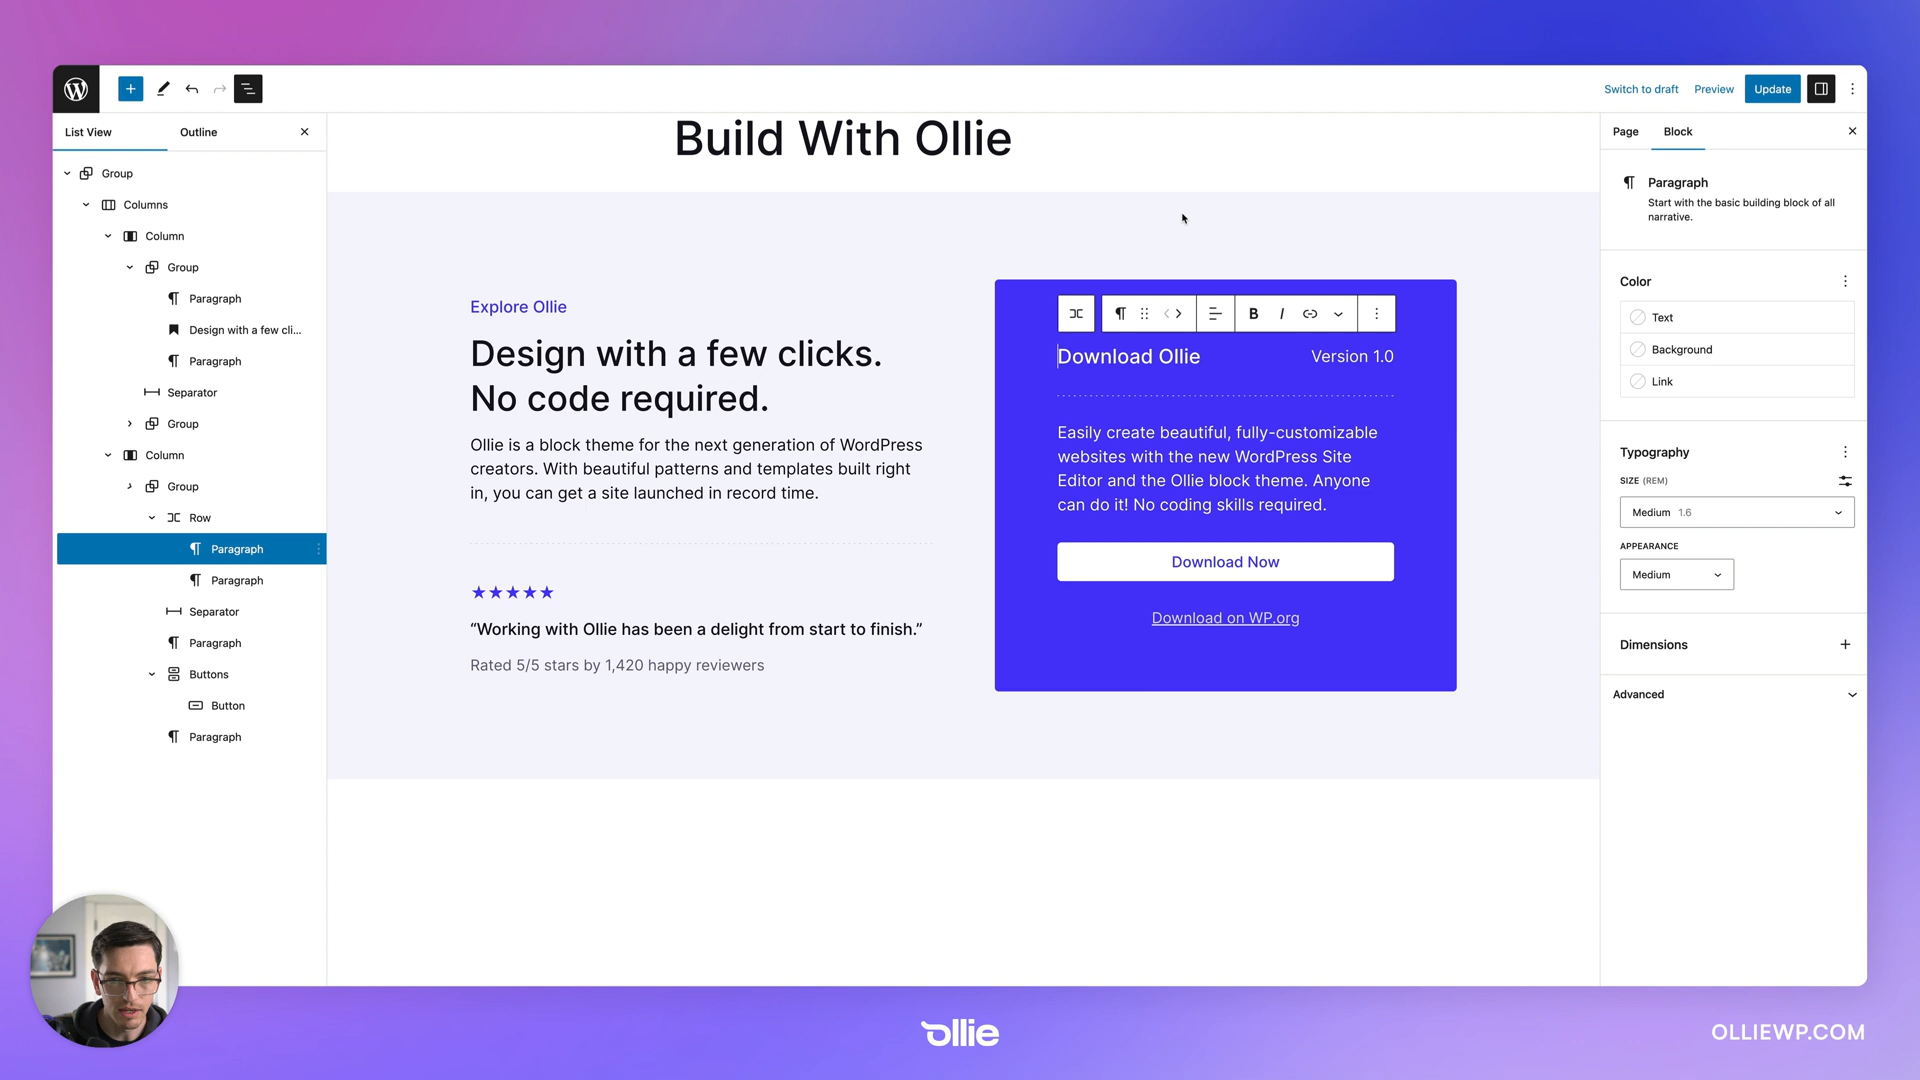 Switch to draft
Preview
Update
List View
Outline
Group
Columns
Column
Group
Paragraph
Design with a few cli...
Paragraph
Separator
Group
Column
Group
Row
Paragraph
Paragraph
Separator
Paragraph
Buttons
Button
Paragraph
Build With Ollie
Explore Ollie
Design with a few clicks.
No code required.
Ollie is a block theme for the next generation of WordPress
creators. With beautiful patterns and templates built right
in, you can get a site launched in record time.
★★★★★
“Working with Ollie has been a delight from start to finish.”
Rated 5/5 stars by 1,420 happy reviewers
B I
Download Ollie
Version 1.0
Easily create beautiful, fully-customizable
websites with the new WordPress Site
Editor and the Ollie block theme. Anyone
can do it! No coding skills required.
Download Now
Download on WP.org
Page
Block
Paragraph
Start with the basic building block of all
narrative.
Color
Text
Background
Link
Typography
SIZE (REM)
Medium 1.6
APPEARANCE
Medium
Dimensions
Advanced
ollie
OLLIEWP.COM